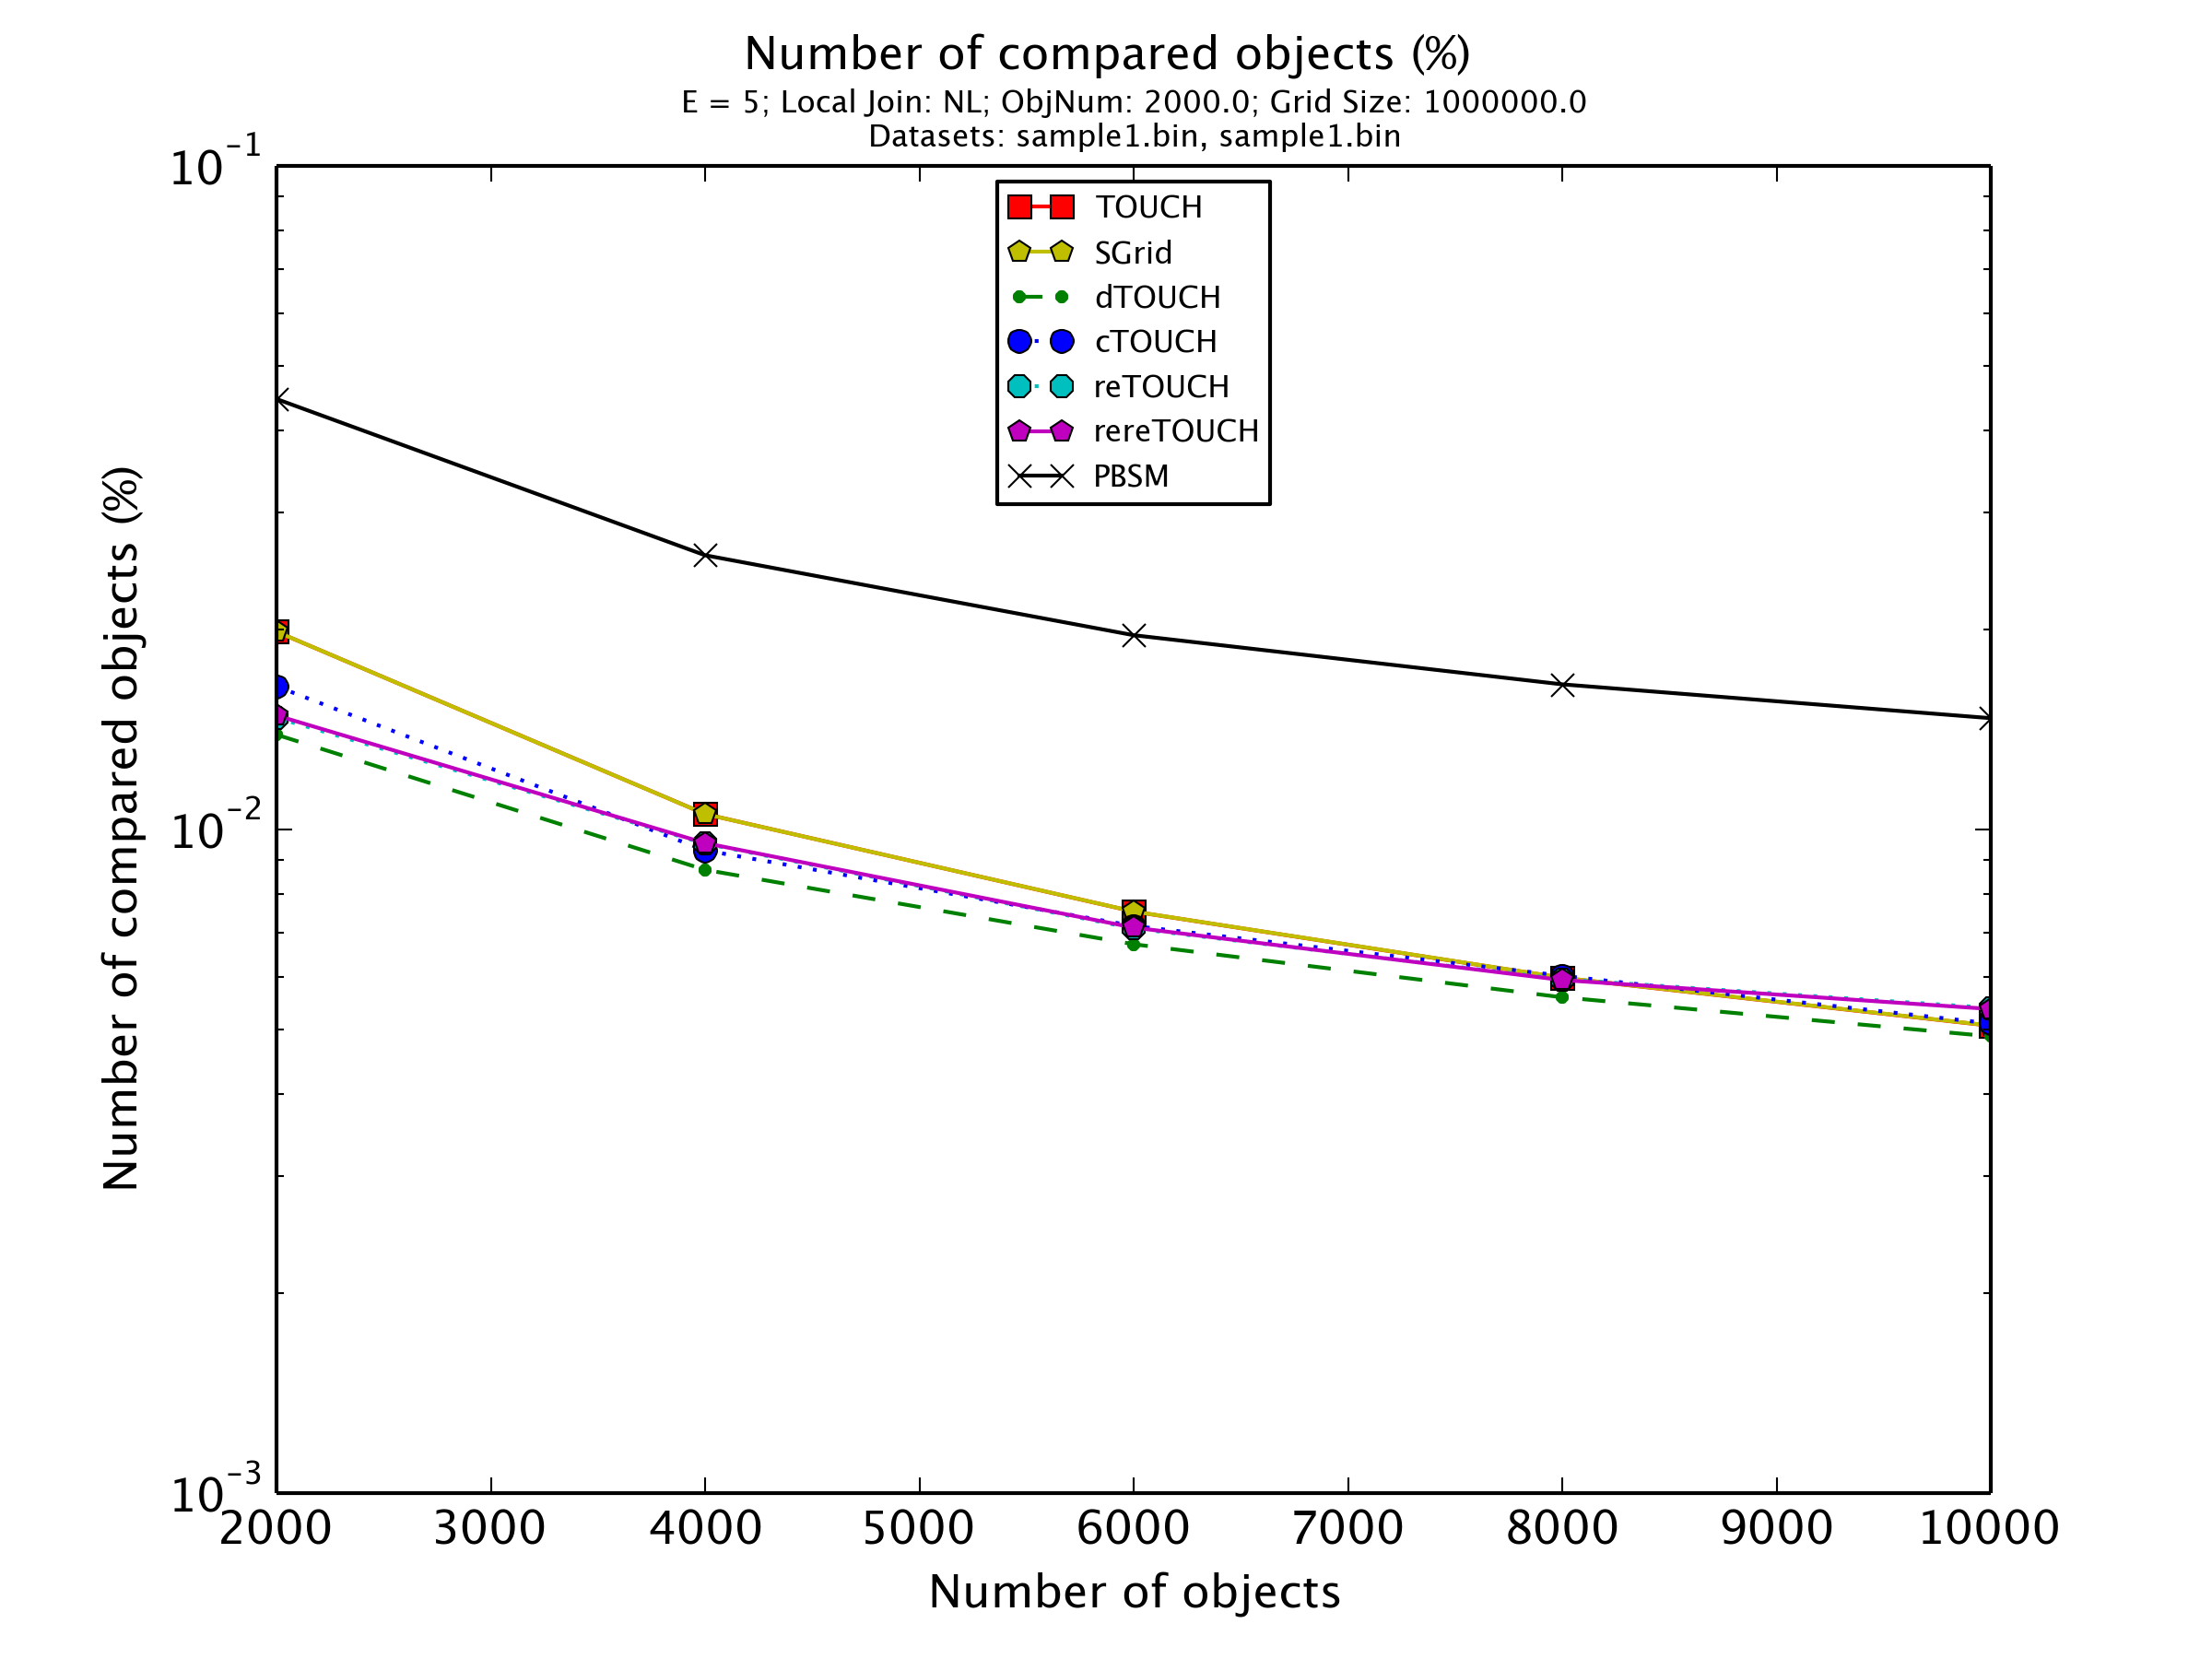 Number of compared objects (%)
E = 5; Local Join: NL; ObjNum: 2000.0; Grid Size: 1000000.0
Datasets: sample1.bin, sample1.bin
10^-1
TOUCH
SGrid
dTOUCH
cTOUCH
reTOUCH
rereTOUCH
PBSM
Number of compared objects (%)
10^-2
10^-3
2000 3000 4000 5000 6000 7000 8000 9000 10000
Number of objects